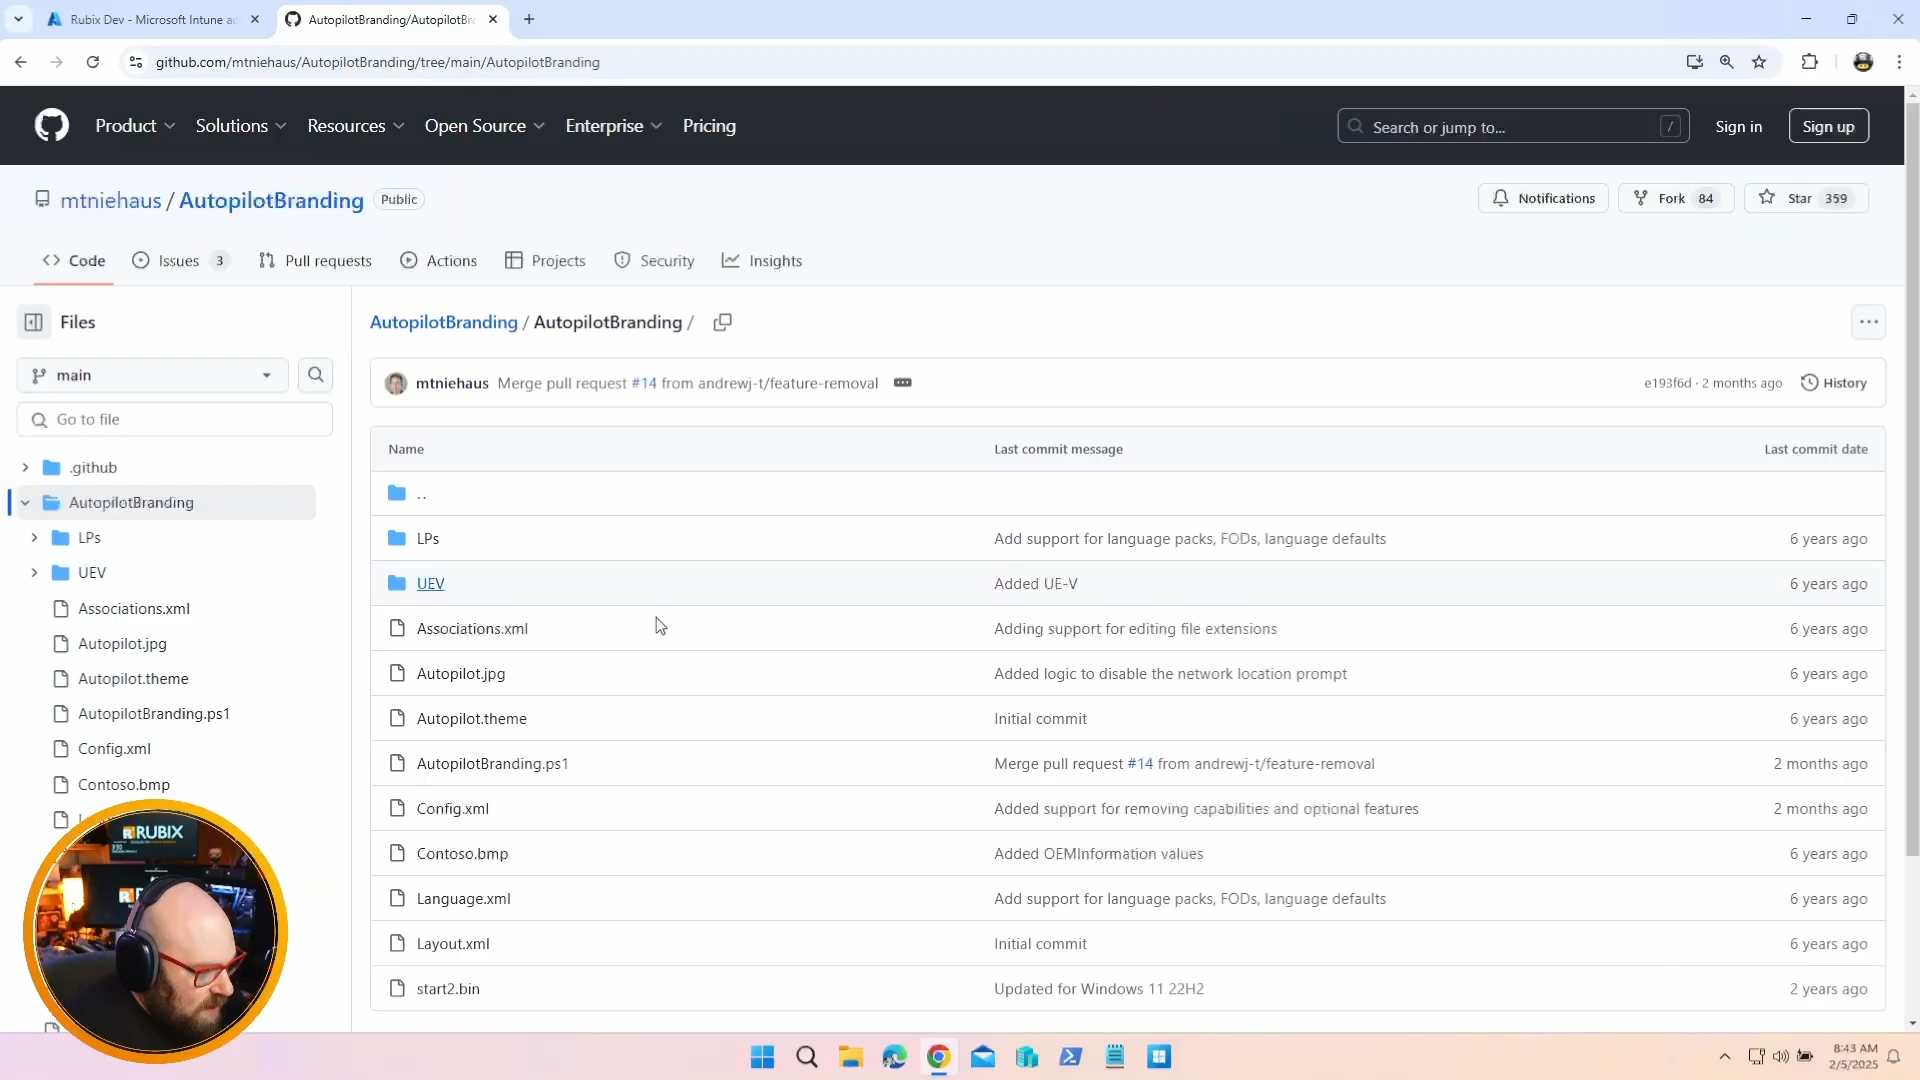 Rubix Dev - Microsoft Intune ad
AutopilotBranding/AutopilotBra
github.com/mtniehaus/AutopilotBranding/tree/main/AutopilotBranding
Product
Solutions
Resources
Open Source
Enterprise
Pricing
Search or jump to...
/
Sign in
Sign up
mtniehaus / AutopilotBranding
Public
Notifications
Fork 84
Star 359
Code
Issues 3
Pull requests
Actions
Projects
Security
Insights
Files
AutopilotBranding / AutopilotBranding /
main
Go to file
mtniehaus Merge pull request #14 from andrewj-t/feature-removal
e193f6d · 2 months ago
History
.github
AutopilotBranding
LPs
UEV
Associations.xml
Autopilot.jpg
Autopilot.theme
AutopilotBranding.ps1
Config.xml
Contoso.bmp
Name Last commit message Last commit date
..
LPs Add support for language packs, FODs, language defaults 6 years ago
UEV Added UE-V 6 years ago
Associations.xml Adding support for editing file extensions 6 years ago
Autopilot.jpg Added logic to disable the network location prompt 6 years ago
Autopilot.theme Initial commit 6 years ago
AutopilotBranding.ps1 Merge pull request #14 from andrewj-t/feature-removal 2 months ago
Config.xml Added support for removing capabilities and optional features 2 months ago
Contoso.bmp Added OEMInformation values 6 years ago
Language.xml Add support for language packs, FODs, language defaults 6 years ago
Layout.xml Initial commit 6 years ago
start2.bin Updated for Windows 11 22H2 2 years ago
RUBIX
8:43 AM
2/5/2025